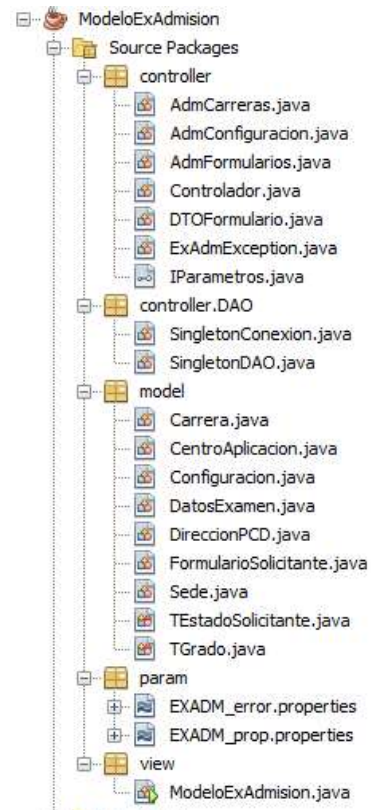 ModeloExAdmision
Source Packages
controller
AdmCarreras.java
AdmConfiguracion.java
AdmFormularios.java
Controlador.java
DTOFormulario.java
ExAdmException.java
IParametros.java
controller.DAO
SingletonConexion.java
SingletonDAO.java
model
Carrera.java
CentroAplicacion.java
Configuracion.java
DatosExamen.java
DireccionPCD.java
FormularioSolicitante.java
Sede.java
TEstadoSolicitante.java
TGrado.java
param
EXADM_error.properties
EXADM_prop.properties
view
ModeloExAdmision.java